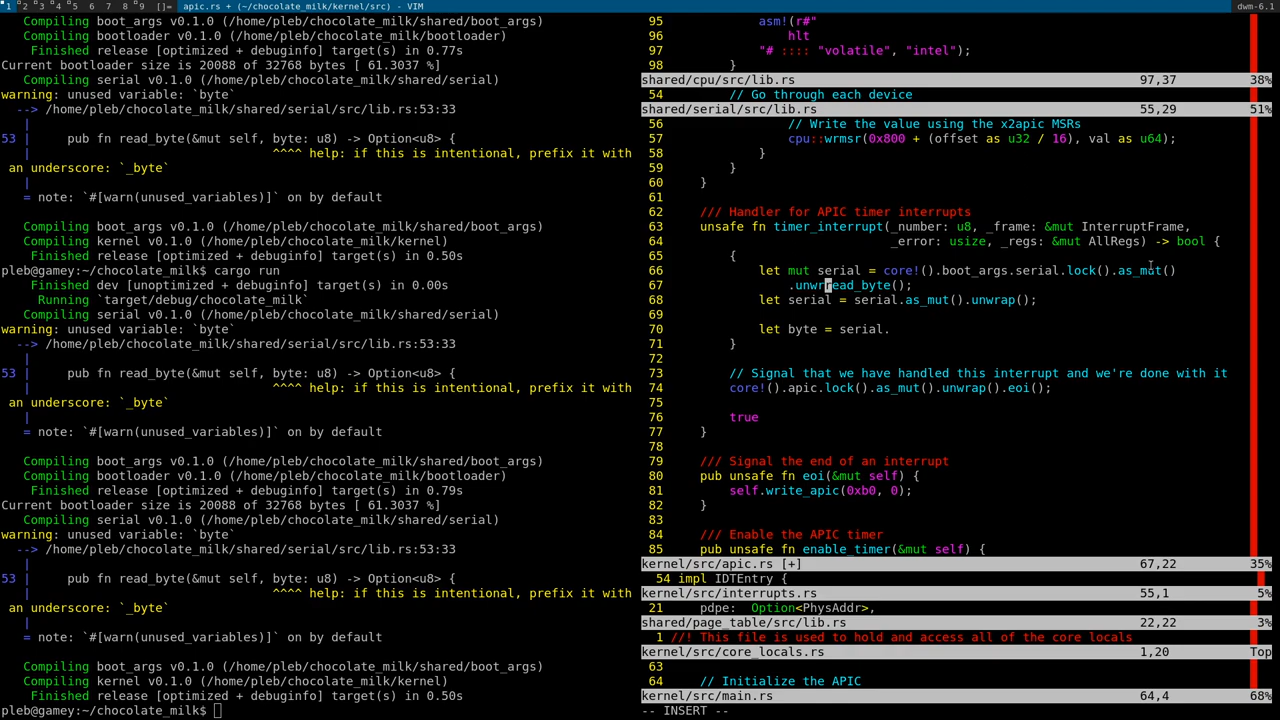 1 2 3 4 5 6 7 8 9 []= apic.rs + (~/chocolate_milk/kernel/src) - VIM dwm-6.1
Compiling boot_args v0.1.0 (/home/pleb/chocolate_milk/shared/boot_args)
Compiling bootloader v0.1.0 (/home/pleb/chocolate_milk/bootloader)
Finished release [optimized + debuginfo] target(s) in 0.77s
Current bootloader size is 20088 of 32768 bytes [ 61.3037 %]
Compiling serial v0.1.0 (/home/pleb/chocolate_milk/shared/serial)
warning: unused variable: `byte`
--> /home/pleb/chocolate_milk/shared/serial/src/lib.rs:53:33
|
53 | pub fn read_byte(&mut self, byte: u8) -> Option<u8> {
| ^^^^ help: if this is intentional, prefix it with
an underscore: `_byte`
|
= note: `#[warn(unused_variables)]` on by default
Compiling boot_args v0.1.0 (/home/pleb/chocolate_milk/shared/boot_args)
Compiling kernel v0.1.0 (/home/pleb/chocolate_milk/kernel)
Finished release [optimized + debuginfo] target(s) in 0.50s
pleb@gamey:~/chocolate_milk$ cargo run
Finished dev [unoptimized + debuginfo] target(s) in 0.00s
Running `target/debug/chocolate_milk`
Compiling serial v0.1.0 (/home/pleb/chocolate_milk/shared/serial)
warning: unused variable: `byte`
--> /home/pleb/chocolate_milk/shared/serial/src/lib.rs:53:33
|
53 | pub fn read_byte(&mut self, byte: u8) -> Option<u8> {
| ^^^^ help: if this is intentional, prefix it with
an underscore: `_byte`
|
= note: `#[warn(unused_variables)]` on by default
Compiling boot_args v0.1.0 (/home/pleb/chocolate_milk/shared/boot_args)
Compiling bootloader v0.1.0 (/home/pleb/chocolate_milk/bootloader)
Finished release [optimized + debuginfo] target(s) in 0.79s
Current bootloader size is 20088 of 32768 bytes [ 61.3037 %]
Compiling serial v0.1.0 (/home/pleb/chocolate_milk/shared/serial)
warning: unused variable: `byte`
--> /home/pleb/chocolate_milk/shared/serial/src/lib.rs:53:33
|
53 | pub fn read_byte(&mut self, byte: u8) -> Option<u8> {
| ^^^^ help: if this is intentional, prefix it with
an underscore: `_byte`
|
= note: `#[warn(unused_variables)]` on by default
Compiling boot_args v0.1.0 (/home/pleb/chocolate_milk/shared/boot_args)
Compiling kernel v0.1.0 (/home/pleb/chocolate_milk/kernel)
Finished release [optimized + debuginfo] target(s) in 0.50s
pleb@gamey:~/chocolate_milk$
95 asm!(r#"
96 hlt
97 "# :::: "volatile", "intel");
98 }
shared/cpu/src/lib.rs 97,37 38%
54 // Go through each device
shared/serial/src/lib.rs 55,29 51%
56 // Write the value using the x2apic MSRs
57 cpu::wrmsr(0x800 + (offset as u32 / 16), val as u64);
58 }
59 }
60 }
61
62 /// Handler for APIC timer interrupts
63 unsafe fn timer_interrupt(_number: u8, _frame: &mut InterruptFrame,
64 _error: usize, _regs: &mut AllRegs) -> bool {
65 {
66 let mut serial = core!().boot_args.serial.lock().as_mut()
67 .unwrread_byte();
68 let serial = serial.as_mut().unwrap();
69
70 let byte = serial.
71 }
72
73 // Signal that we have handled this interrupt and we're done with it
74 core!().apic.lock().as_mut().unwrap().eoi();
75
76 true
77 }
78
79 /// Signal the end of an interrupt
80 pub unsafe fn eoi(&mut self) {
81 self.write_apic(0xb0, 0);
82 }
83
84 /// Enable the APIC timer
85 pub unsafe fn enable_timer(&mut self) {
kernel/src/apic.rs [+] 67,22 35%
54 impl IDTEntry {
kernel/src/interrupts.rs 55,1 5%
21 pdpe: Option<PhysAddr>,
shared/page_table/src/lib.rs 22,22 3%
1 //! This file is used to hold and access all of the core locals
kernel/src/core_locals.rs 1,20 Top
63
64 // Initialize the APIC
kernel/src/main.rs 64,4 68%
-- INSERT --